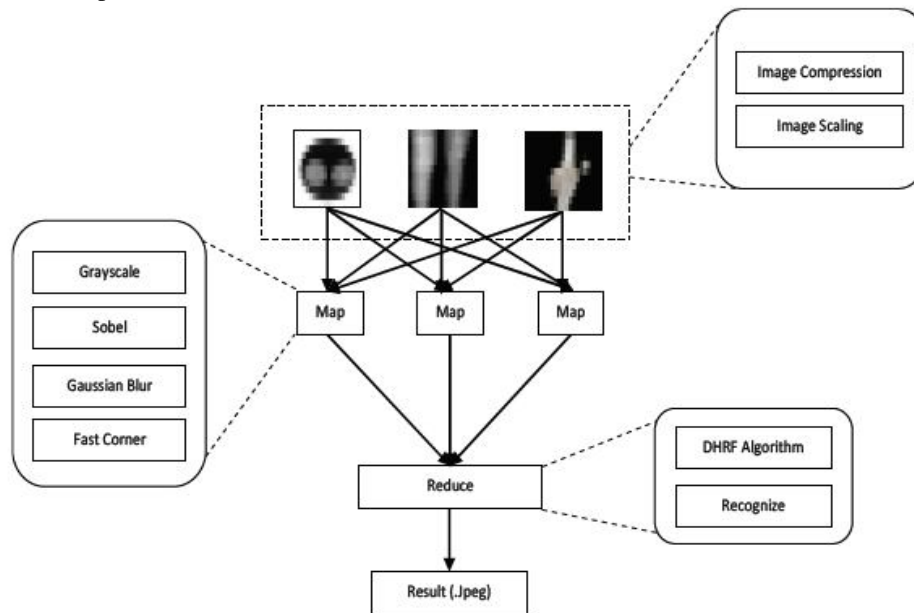 Image Compression
Image Scaling
Grayscale
Sobel
Gaussian Blur
Fast Corner
Map
Map
Map
DHRF Algorithm
Recognize
Reduce
Result (.Jpeg)